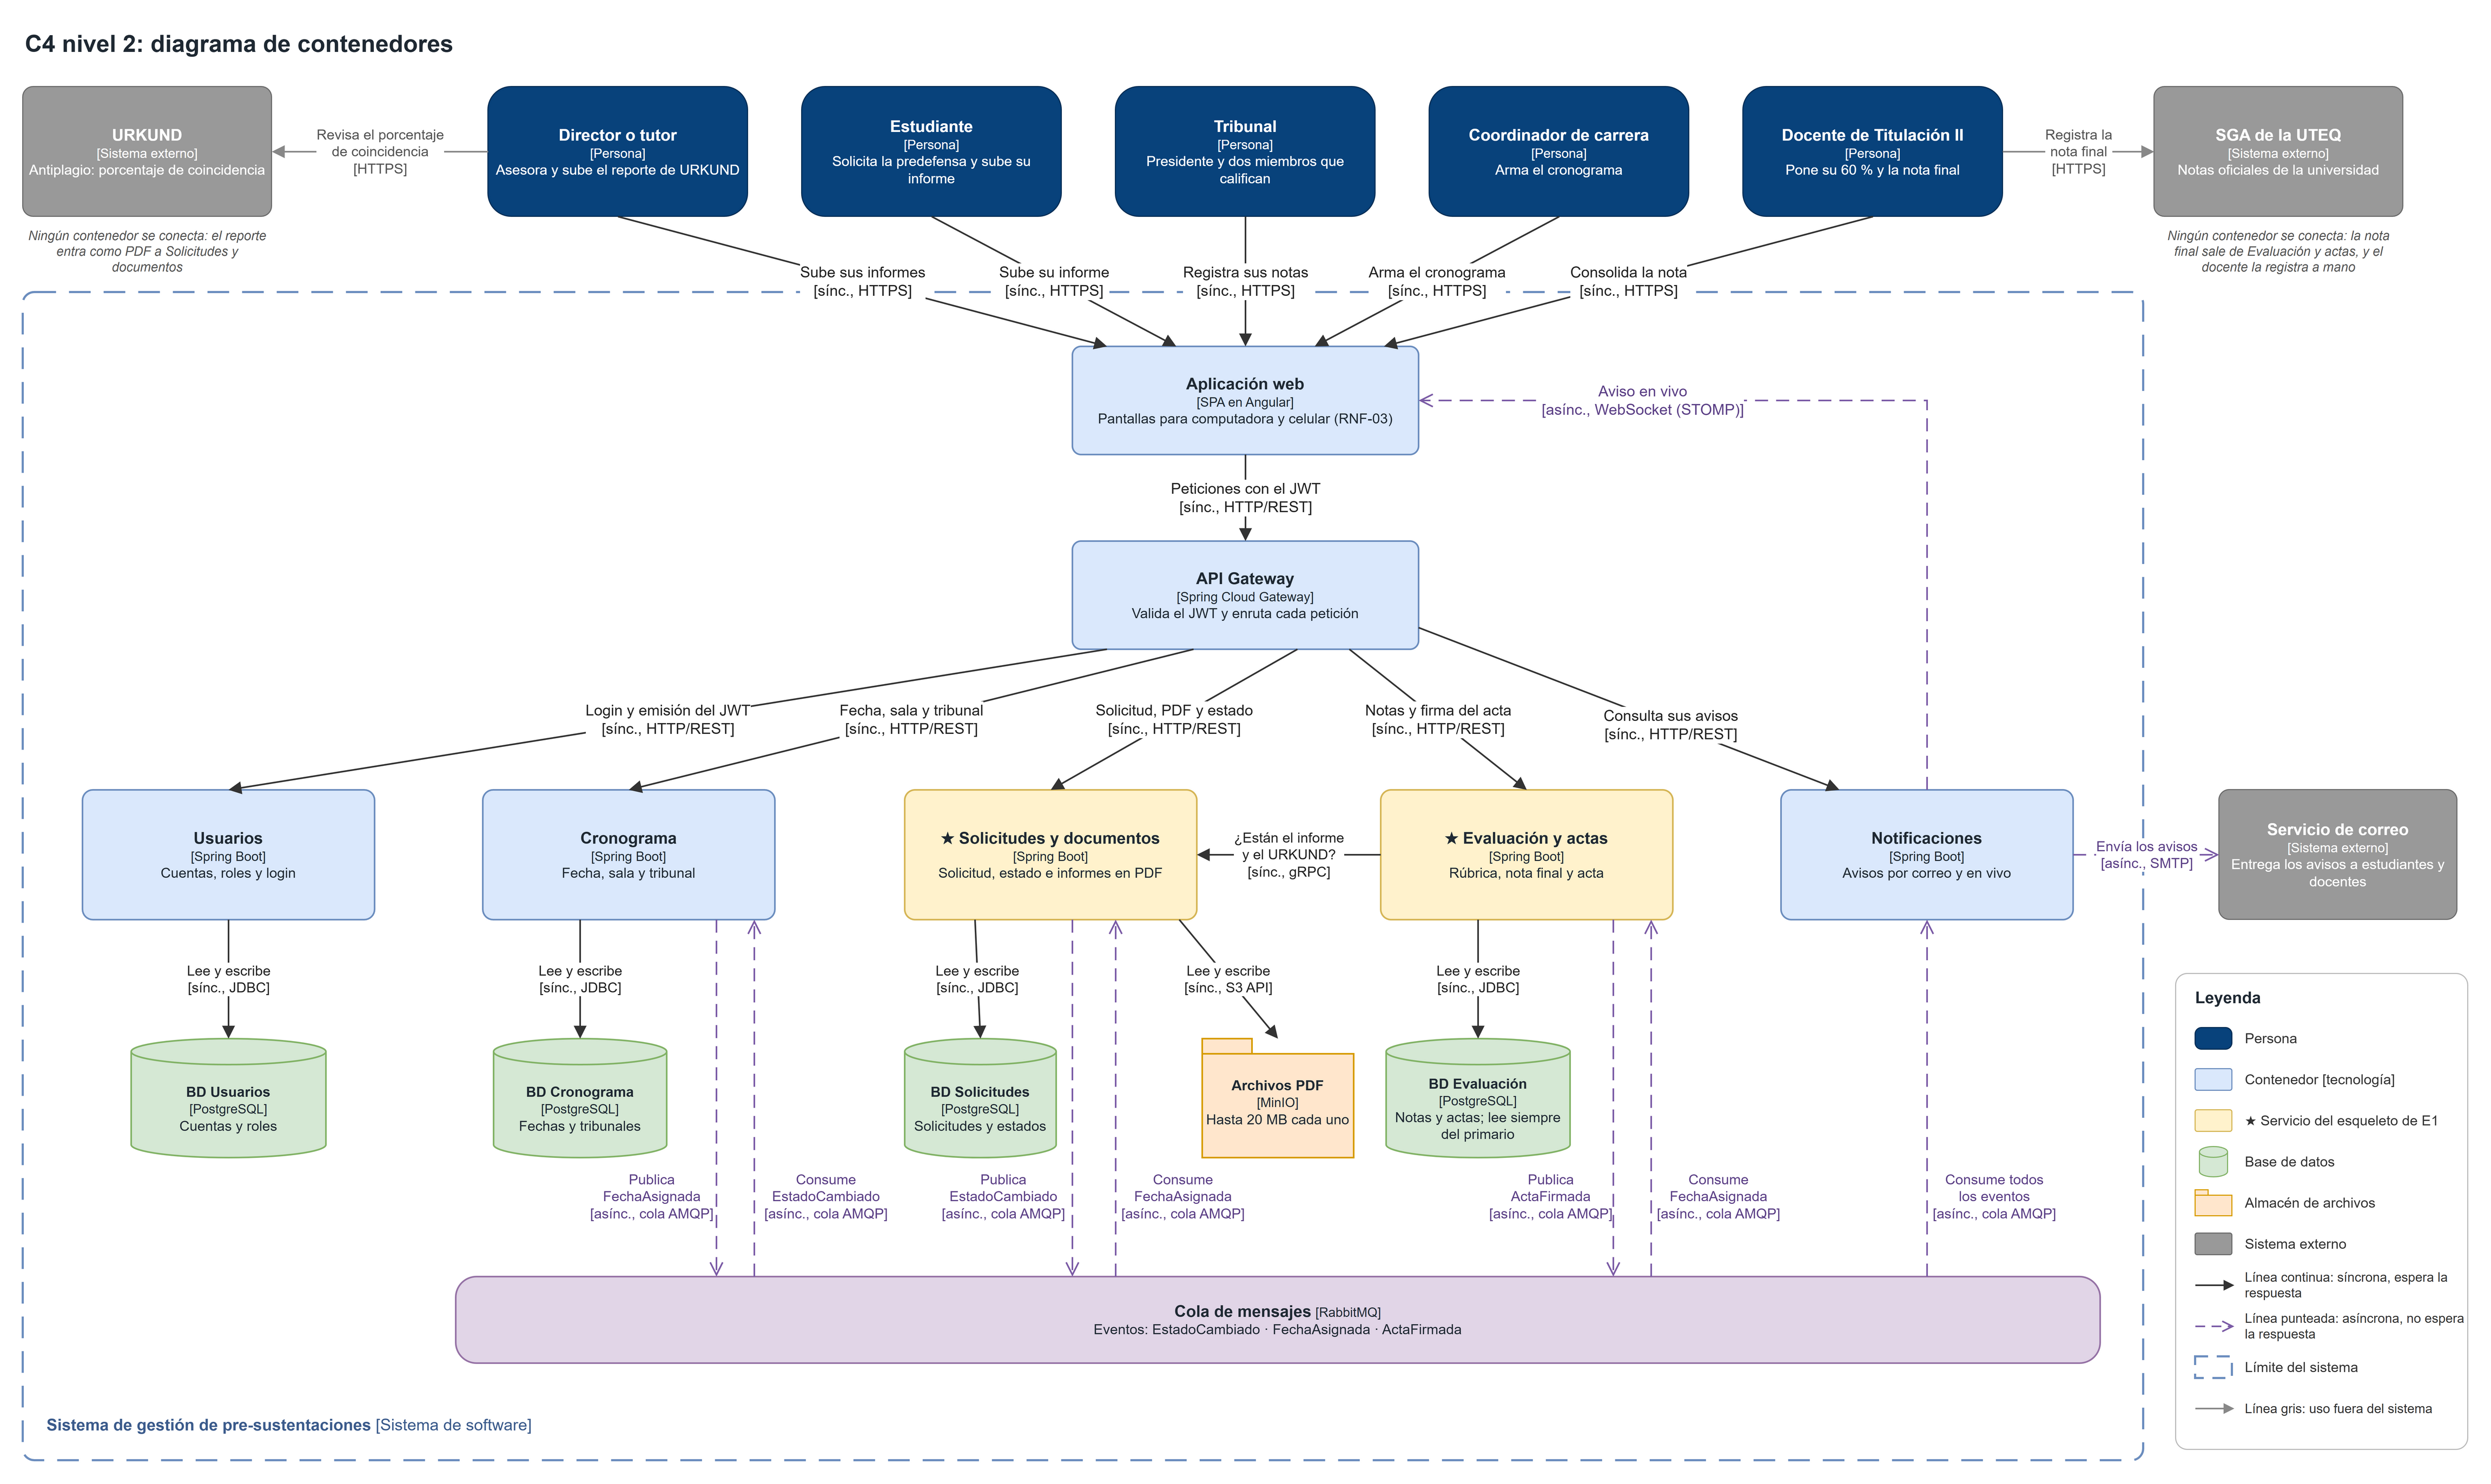 C4 nivel 2: diagrama de contenedores
URKUND
[Sistema externo]
Antiplagio: porcentaje de coincidencia
Revisa el porcentaje
de coincidencia
[HTTPS]
Director o tutor
[Persona]
Asesora y sube el reporte de URKUND
Estudiante
[Persona]
Solicita la predefensa y sube su
informe
Tribunal
[Persona]
Presidente y dos miembros que
califican
Coordinador de carrera
[Persona]
Arma el cronograma
Docente de Titulación II
[Persona]
Pone su 60 % y la nota final
Registra la
nota final
[HTTPS]
SGA de la UTEQ
[Sistema externo]
Notas oficiales de la universidad
Ningún contenedor se conecta: el reporte
entra como PDF a Solicitudes y
documentos
Ningún contenedor se conecta: la nota
final sale de Evaluación y actas, y el
docente la registra a mano
Sube sus informes
[sínc., HTTPS]
Sube su informe
[sínc., HTTPS]
Registra sus notas
[sínc., HTTPS]
Arma el cronograma
[sínc., HTTPS]
Consolida la nota
[sínc., HTTPS]
Aplicación web
[SPA en Angular]
Pantallas para computadora y celular (RNF-03)
Aviso en vivo
[asínc., WebSocket (STOMP)]
Peticiones con el JWT
[sínc., HTTP/REST]
API Gateway
[Spring Cloud Gateway]
Valida el JWT y enruta cada petición
Login y emisión del JWT
[sínc., HTTP/REST]
Fecha, sala y tribunal
[sínc., HTTP/REST]
Solicitud, PDF y estado
[sínc., HTTP/REST]
Notas y firma del acta
[sínc., HTTP/REST]
Consulta sus avisos
[sínc., HTTP/REST]
Usuarios
[Spring Boot]
Cuentas, roles y login
Cronograma
[Spring Boot]
Fecha, sala y tribunal
★ Solicitudes y documentos
[Spring Boot]
Solicitud, estado e informes en PDF
¿Están el informe
y el URKUND?
[sínc., gRPC]
★ Evaluación y actas
[Spring Boot]
Rúbrica, nota final y acta
Notificaciones
[Spring Boot]
Avisos por correo y en vivo
Envía los avisos
[asínc., SMTP]
Servicio de correo
[Sistema externo]
Entrega los avisos a estudiantes y
docentes
Lee y escribe
[sínc., JDBC]
Lee y escribe
[sínc., JDBC]
Lee y escribe
[sínc., JDBC]
Lee y escribe
[sínc., S3 API]
Lee y escribe
[sínc., JDBC]
BD Usuarios
[PostgreSQL]
Cuentas y roles
BD Cronograma
[PostgreSQL]
Fechas y tribunales
BD Solicitudes
[PostgreSQL]
Solicitudes y estados
Archivos PDF
[MinIO]
Hasta 20 MB cada uno
BD Evaluación
[PostgreSQL]
Notas y actas; lee siempre
del primario
Publica
FechaAsignada
[asínc., cola AMQP]
Consume
EstadoCambiado
[asínc., cola AMQP]
Publica
EstadoCambiado
[asínc., cola AMQP]
Consume
FechaAsignada
[asínc., cola AMQP]
Publica
ActaFirmada
[asínc., cola AMQP]
Consume
FechaAsignada
[asínc., cola AMQP]
Consume todos
los eventos
[asínc., cola AMQP]
Cola de mensajes [RabbitMQ]
Eventos: EstadoCambiado · FechaAsignada · ActaFirmada
Sistema de gestión de pre-sustentaciones [Sistema de software]
Leyenda
Persona
Contenedor [tecnología]
★ Servicio del esqueleto de E1
Base de datos
Almacén de archivos
Sistema externo
Línea continua: síncrona, espera la
respuesta
Línea punteada: asíncrona, no espera
la respuesta
Límite del sistema
Línea gris: uso fuera del sistema